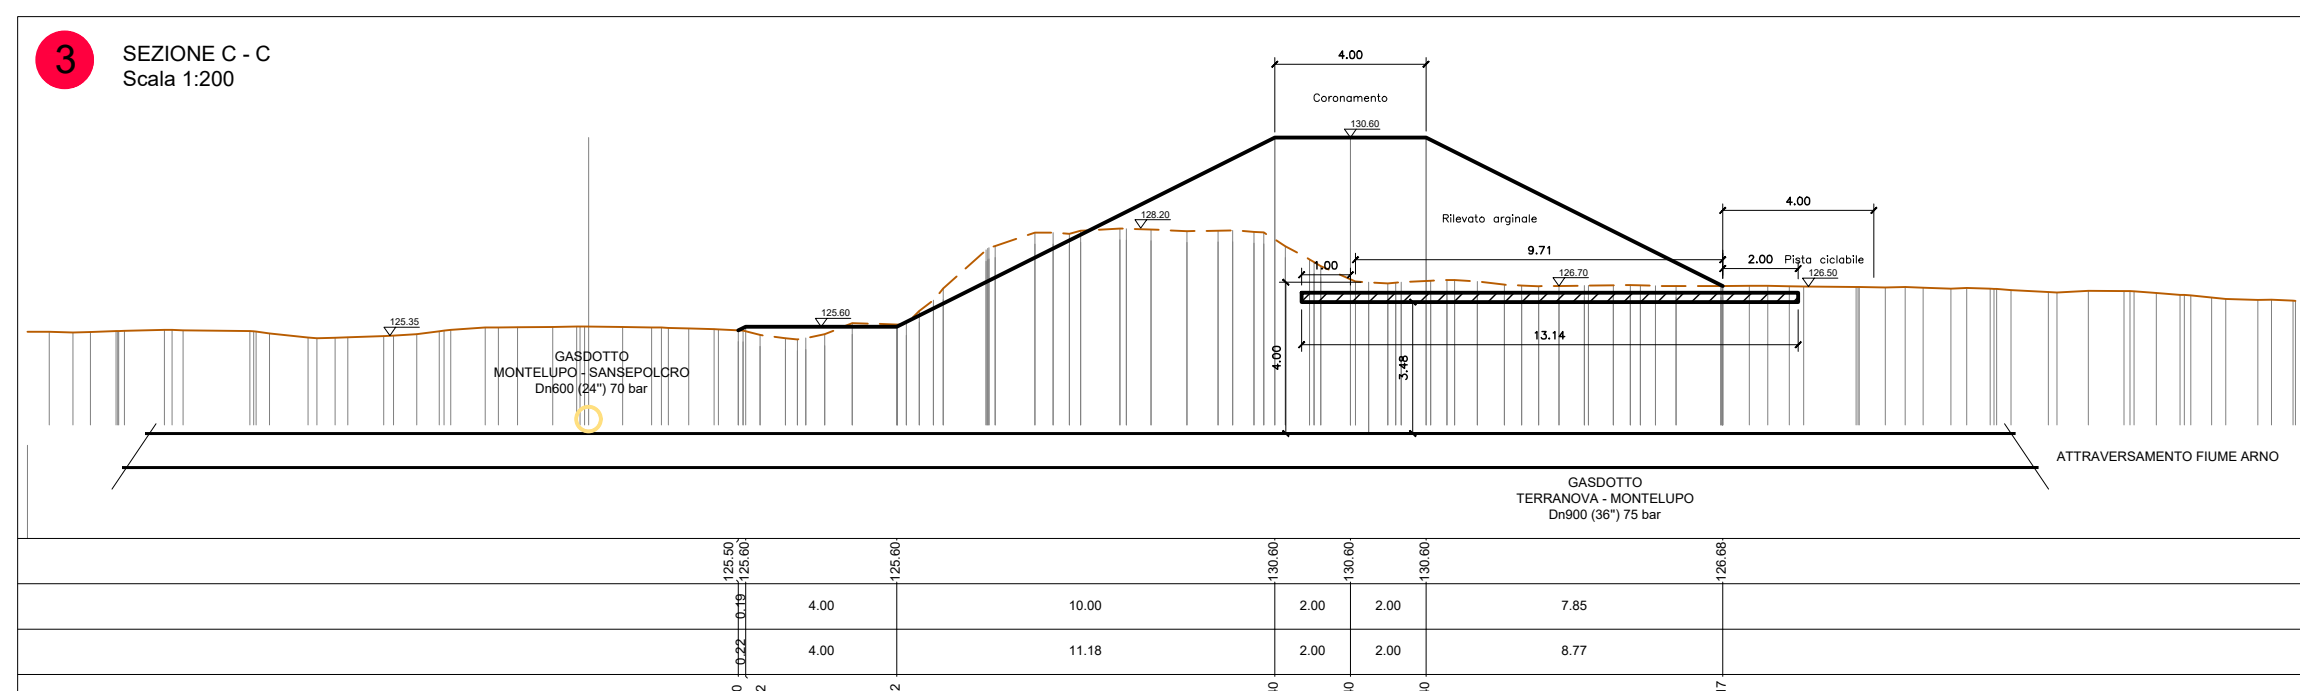 3
SEZIONE C - C
Scala 1:200
4.00
Coronamento
130.60
128.20
Rilevato arginale
4.00
9.71
1.00
2.00
Pista ciclabile
126.70
126.50
125.35
125.60
13.14
4.00
3.48
GASDOTTO
MONTELUPO - SANSEPOLCRO
Dn600 (24") 70 bar
ATTRAVERSAMENTO FIUME ARNO
GASDOTTO
TERRANOVA - MONTELUPO
Dn900 (36") 75 bar
125.50 125.60 125.60 130.60 130.60 130.60 126.68
0.19 4.00 10.00 2.00 2.00 7.85
0.22 4.00 11.18 2.00 2.00 8.77